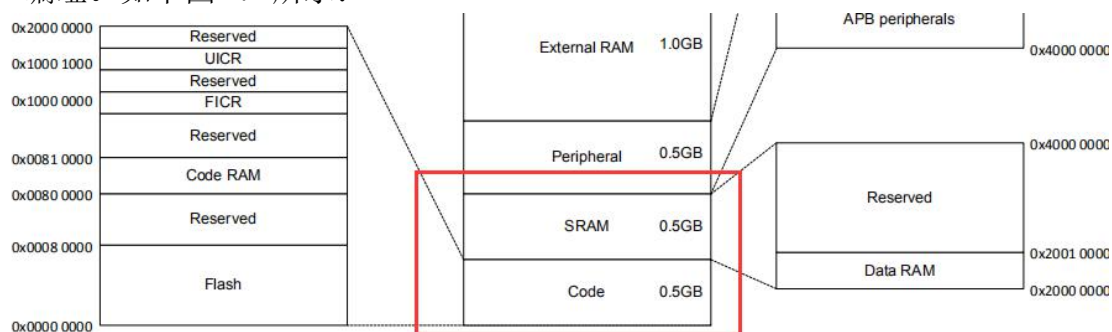 0x2000 0000
Reserved
0x1000 1000
UICR
Reserved
0x1000 0000
FICR
Reserved
0x0081 0000
Code RAM
0x0080 0000
Reserved
0x0008 0000
Flash
0x0000 0000
External RAM 1.0GB
Peripheral 0.5GB
SRAM 0.5GB
Code 0.5GB
APB peripherals
0x4000 0000
0x4000 0000
Reserved
0x2001 0000
Data RAM
0x2000 0000